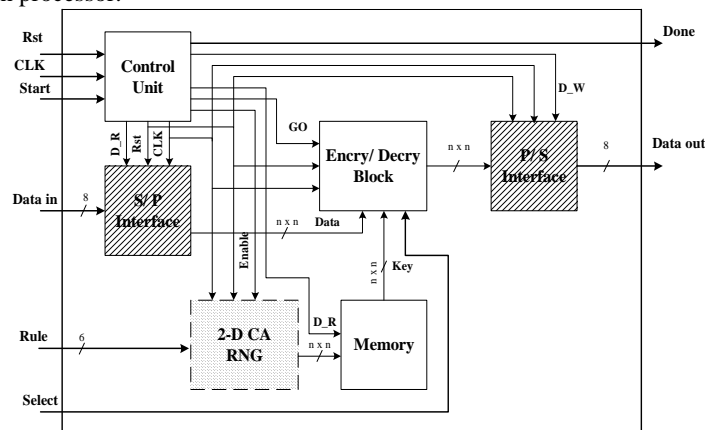 n processor.
Rst
CLK
Start
Control
Unit
Done
D_W
GO
D_R
Rst
CLK
Encry/ Decry
Block
n x n
P/ S
Interface
8
Data out
Data in
8
S/ P
Interface
n x n
Data
Enable
n x n
Key
Rule
6
2-D CA
RNG
D_R
n x n
Memory
Select